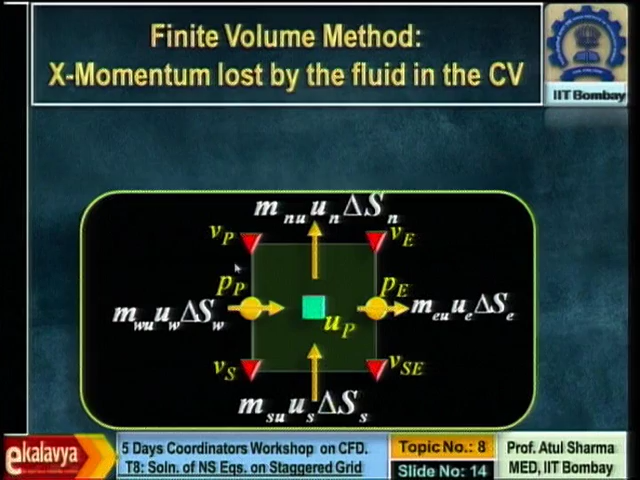 Finite Volume Method:
X-Momentum lost by the fluid in the CV
IIT Bombay
m_nu u_n ΔS_n
v_P
v_E
p_P
p_E
m_wu u_w ΔS_w
m_eu u_e ΔS_e
u_P
v_S
v_SE
m_su u_s ΔS_s
ekalavya
5 Days Coordinators Workshop on CFD.
T8: Soln. of NS Eqs. on Staggered Grid
Topic No.: 8
Slide No: 14
Prof. Atul Sharma
MED, IIT Bombay